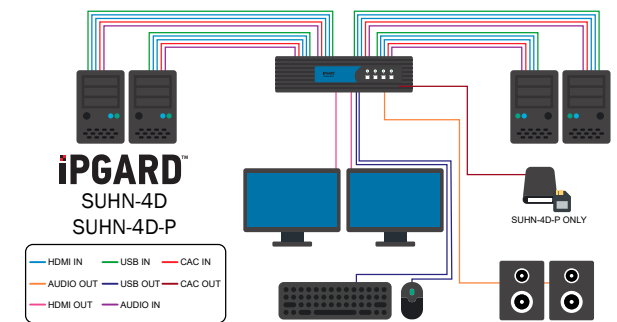 iPGARD™
SUHN-4D
SUHN-4D-P
SUHN-4D-P ONLY
HDMI IN USB IN CAC IN
AUDIO OUT USB OUT CAC OUT
HDMI OUT AUDIO IN